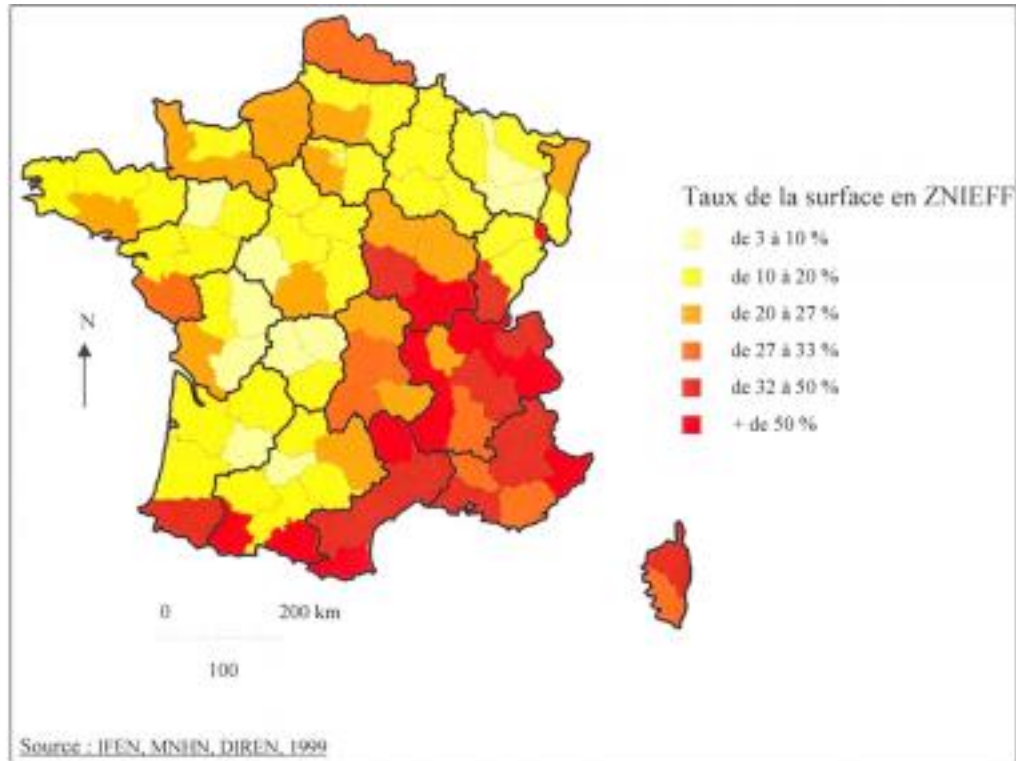 Taux de la surface en ZNIEFF
de 3 à 10 %
de 10 à 20 %
de 20 à 27 %
de 27 à 33 %
de 32 à 50 %
+ de 50 %
N
0 200 km
100
Source : IFEN, MNHN, DIREN, 1999